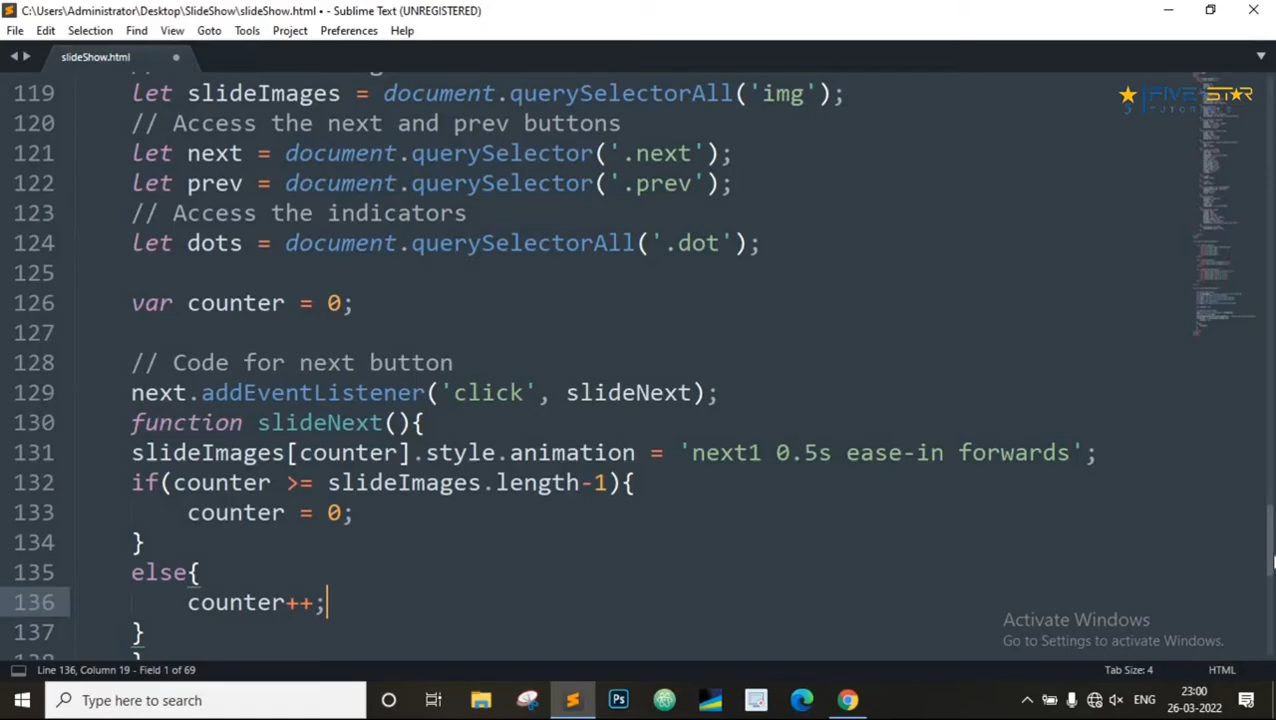 C:\Users\Administrator\Desktop\SlideShow\slideShow.html • - Sublime Text (UNREGISTERED)
File Edit Selection Find View Goto Tools Project Preferences Help
slideShow.html
119 let slideImages = document.querySelectorAll('img');
120 // Access the next and prev buttons
121 let next = document.querySelector('.next');
122 let prev = document.querySelector('.prev');
123 // Access the indicators
124 let dots = document.querySelectorAll('.dot');
125
126 var counter = 0;
127
128 // Code for next button
129 next.addEventListener('click', slideNext);
130 function slideNext(){
131 slideImages[counter].style.animation = 'next1 0.5s ease-in forwards';
132 if(counter >= slideImages.length-1){
133 counter = 0;
134 }
135 else{
136 counter++;
137 }
FIVE STAR
Activate Windows
Go to Settings to activate Windows.
Line 136, Column 19 - Field 1 of 69 Tab Size: 4 HTML
Type here to search Ps ENG 23:00
26-03-2022